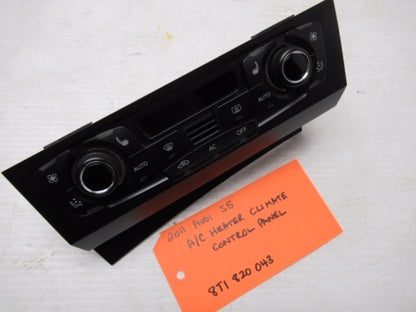 AUTO
AUTO
AC
OFF
2011 AUDI S5
A/C HEATER CLIMATE
CONTROL PANEL
8T1 820 043